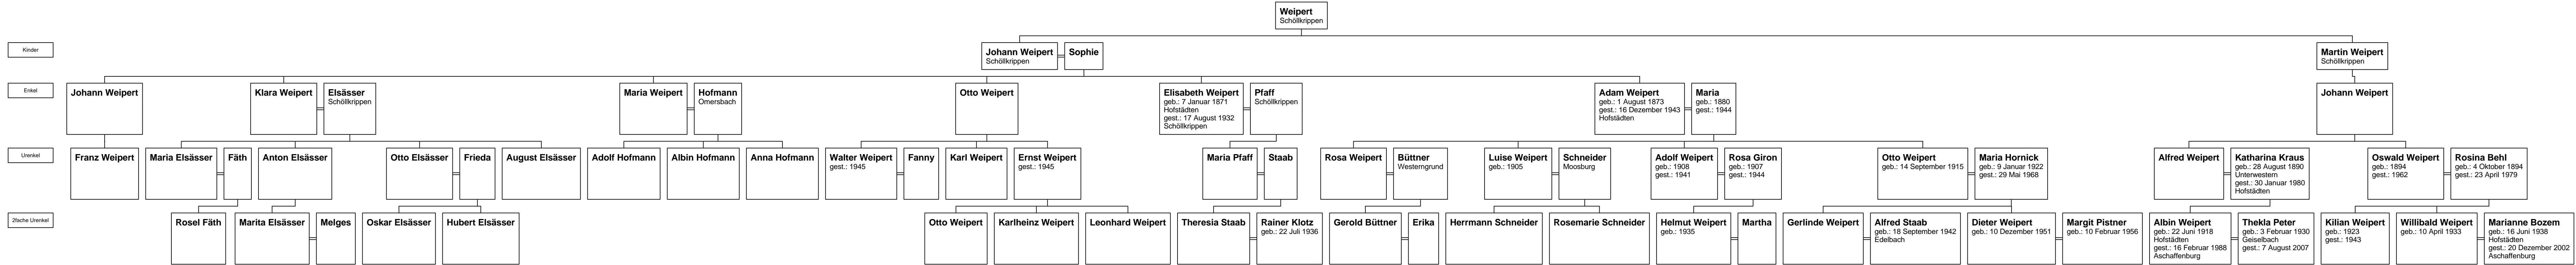 Weipert
Schöllkrippen
Kinder
Johann Weipert
Schöllkrippen
Sophie
Martin Weipert
Schöllkrippen
Enkel
Johann Weipert
Klara Weipert
Elsässer
Schöllkrippen
Maria Weipert
Hofmann
Omersbach
Otto Weipert
Elisabeth Weipert
geb.: 7 Januar 1871
Hofstädten
gest.: 17 August 1932
Schöllkrippen
Pfaff
Schöllkrippen
Adam Weipert
geb.: 1 August 1873
gest.: 16 Dezember 1943
Hofstädten
Maria
geb.: 1880
gest.: 1944
Johann Weipert
Urenkel
Franz Weipert
Maria Elsässer
Fäth
Anton Elsässer
Otto Elsässer
Frieda
August Elsässer
Adolf Hofmann
Albin Hofmann
Anna Hofmann
Walter Weipert
gest.: 1945
Fanny
Karl Weipert
Ernst Weipert
gest.: 1945
Maria Pfaff
Staab
Rosa Weipert
Büttner
Westerngrund
Luise Weipert
geb.: 1905
Schneider
Moosburg
Adolf Weipert
geb.: 1908
gest.: 1941
Rosa Giron
geb.: 1907
gest.: 1944
Otto Weipert
geb.: 14 September 1915
Maria Hornick
geb.: 9 Januar 1922
gest.: 29 Mai 1968
Alfred Weipert
Katharina Kraus
geb.: 28 August 1890
Unterwestern
gest.: 30 Januar 1980
Hofstädten
Oswald Weipert
geb.: 1894
gest.: 1962
Rosina Behl
geb.: 4 Oktober 1894
gest.: 23 April 1979
2fache Urenkel
Rosel Fäth
Marita Elsässer
Melges
Oskar Elsässer
Hubert Elsässer
Otto Weipert
Karlheinz Weipert
Leonhard Weipert
Theresia Staab
Rainer Klotz
geb.: 22 Juli 1936
Gerold Büttner
Erika
Herrmann Schneider
Rosemarie Schneider
Helmut Weipert
geb.: 1935
Martha
Gerlinde Weipert
Alfred Staab
geb.: 18 September 1942
Edelbach
Dieter Weipert
geb.: 10 Dezember 1951
Margit Pistner
geb.: 10 Februar 1956
Albin Weipert
geb.: 22 Juni 1918
Hofstädten
gest.: 16 Februar 1988
Aschaffenburg
Thekla Peter
geb.: 3 Februar 1930
Geiselbach
gest.: 7 August 2007
Kilian Weipert
geb.: 1923
gest.: 1943
Willibald Weipert
geb.: 10 April 1933
Marianne Bozem
geb.: 16 Juni 1938
Hofstädten
gest.: 20 Dezember 2002
Aschaffenburg